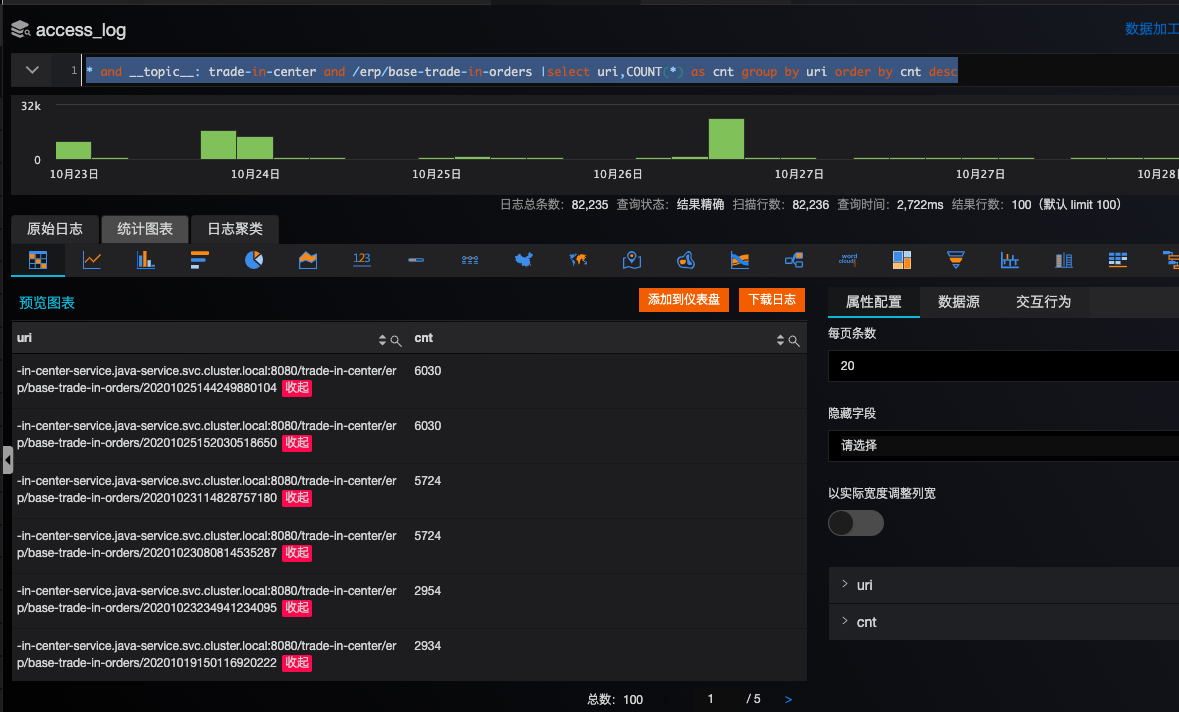 access_log
数据加工
1 * and __topic__: trade-in-center and /erp/base-trade-in-orders |select uri,COUNT(*) as cnt group by uri order by cnt desc
32k
0
10月23日 10月24日 10月25日 10月26日 10月27日 10月27日 10月28
日志总条数: 82,235 查询状态: 结果精确 扫描行数: 82,236 查询时间: 2,722ms 结果行数: 100 (默认 limit 100)
原始日志 统计图表 日志聚类
123
word cloud
预览图表 添加到仪表盘 下载日志
uri cnt
-in-center-service.java-service.svc.cluster.local:8080/trade-in-center/er 6030
p/base-trade-in-orders/20201025144249880104 收起
-in-center-service.java-service.svc.cluster.local:8080/trade-in-center/er 6030
p/base-trade-in-orders/20201025152030518650 收起
-in-center-service.java-service.svc.cluster.local:8080/trade-in-center/er 5724
p/base-trade-in-orders/20201023114828757180 收起
-in-center-service.java-service.svc.cluster.local:8080/trade-in-center/er 5724
p/base-trade-in-orders/20201023080814535287 收起
-in-center-service.java-service.svc.cluster.local:8080/trade-in-center/er 2954
p/base-trade-in-orders/20201023234941234095 收起
-in-center-service.java-service.svc.cluster.local:8080/trade-in-center/er 2934
p/base-trade-in-orders/20201019150116920222 收起
总数: 100 1 / 5 >
属性配置 数据源 交互行为
每页条数
20
隐藏字段
请选择
以实际宽度调整列宽
> uri
> cnt